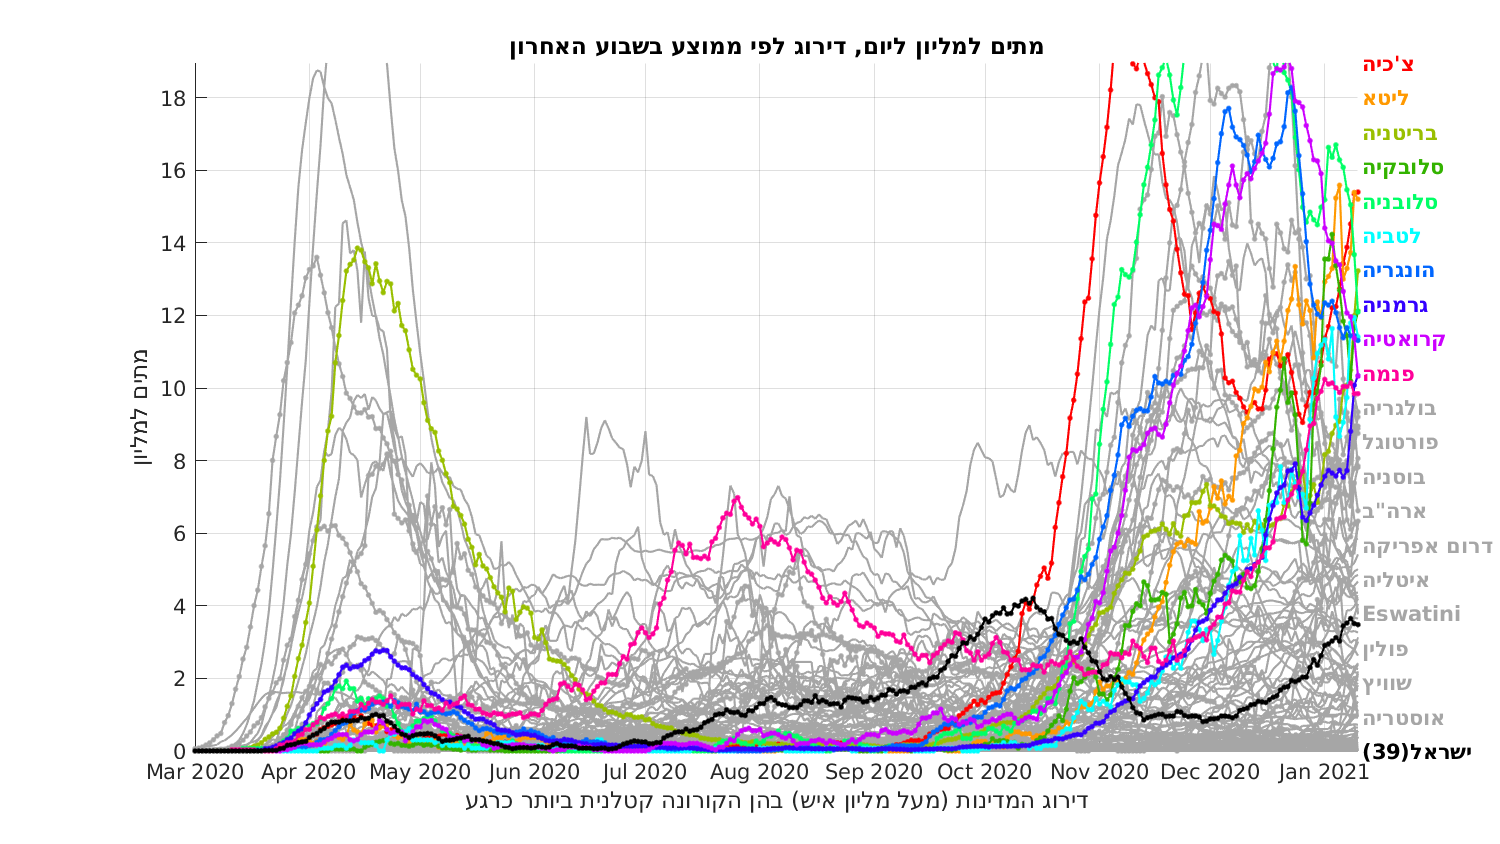 מתים למליון ליום, דירוג לפי ממוצע בשבוע האחרון
מתים למליון
18
16
14
12
10
8
6
4
2
0
Mar 2020 Apr 2020 May 2020 Jun 2020 Jul 2020 Aug 2020 Sep 2020 Oct 2020 Nov 2020 Dec 2020 Jan 2021
דירוג המדינות (מעל מליון איש) בהן הקורונה קטלנית ביותר כרגע
צ'כיה
ליטא
בריטניה
סלובקיה
סלובניה
לטביה
הונגריה
גרמניה
קרואטיה
פנמה
בולגריה
פורטוגל
בוסניה
ארה"ב
דרום אפריקה
איטליה
Eswatini
פולין
שוויץ
אוסטריה
ישראל(39)